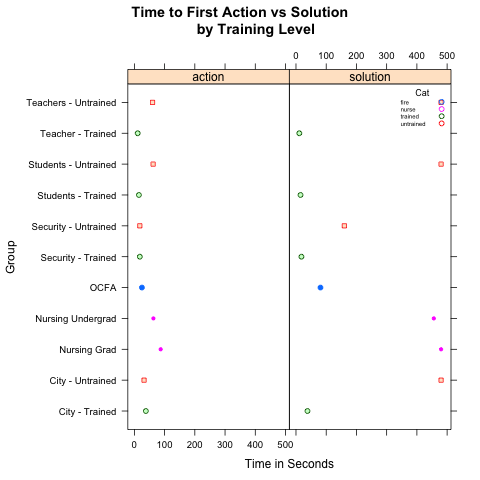 Time to First Action vs Solution
by Training Level
0 100 200 300 400 500
action solution
Cat
fire
nurse
trained
untrained
Teachers - Untrained
Teacher - Trained
Students - Untrained
Students - Trained
Security - Untrained
Security - Trained
OCFA
Nursing Undergrad
Nursing Grad
City - Untrained
City - Trained
Group
0 100 200 300 400 500
Time in Seconds